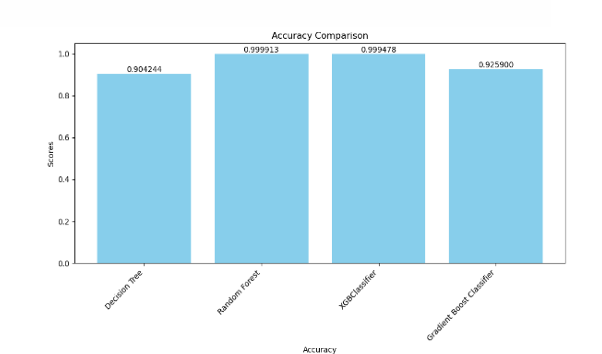 Accuracy Comparison
1.0
0.8
0.6
0.4
0.2
0.0
Scores
0.904244
0.999913
0.999478
0.925900
Decision Tree
Random Forest
XGBClassifier
Gradient Boost Classifier
Accuracy